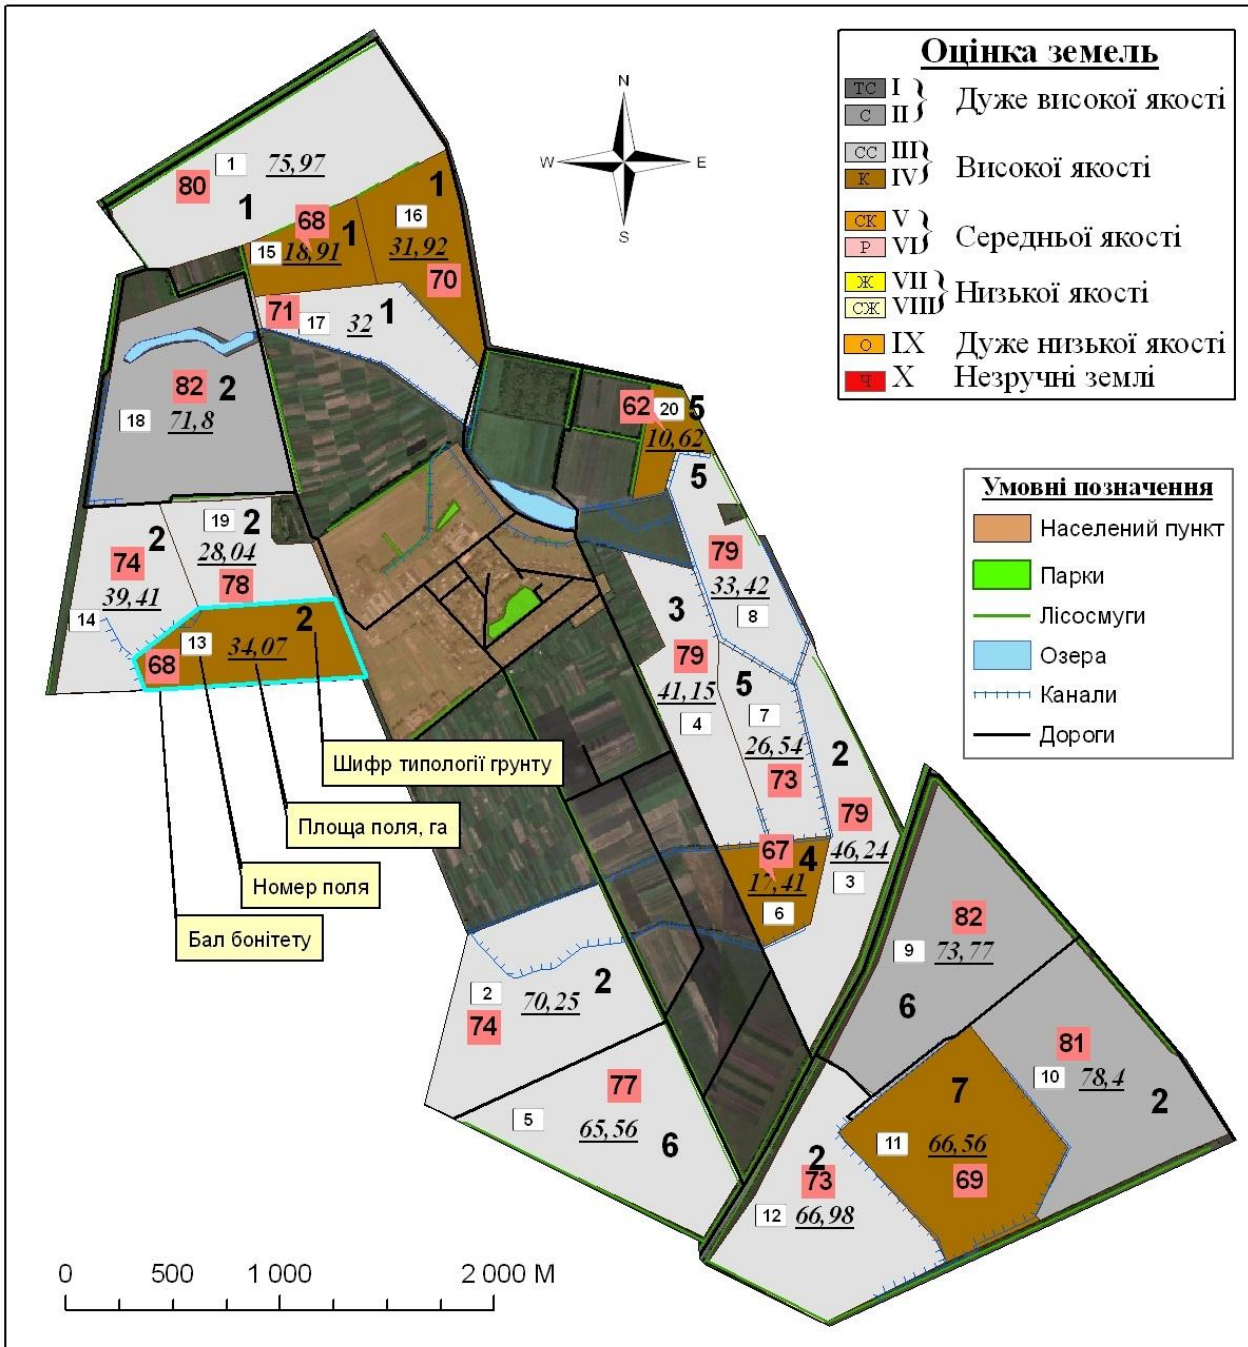 Оцінка земель
ТС I
С II
Дуже високої якості
СС III
К IV
Високої якості
СК V
Р VI
Середньої якості
Ж VII
СЖ VIII
Низької якості
О IX Дуже низької якості
Ч X Незручні землі
N
W E
S
1 75,97
80
1
68 1
15 18,91
1
16
31,92
70
71
17 32 1
82 2
18 71,8
62 20 5
10,62
5
19 2
28,04
78
2
74
39,41
14
79
33,42
8
3
79
41,15
4
5
7
26,54
73
2
79
46,24
3
2
13 34,07
68
Шифр типології грунту
Площа поля, га
Номер поля
Бал бонітету
67 4
17,41
6
82
9 73,77
6
2 70,25 2
74
81
10 78,4
2
77
5 65,56
6
7
11 66,56
69
2
73
12 66,98
Умовні позначення
Населений пункт
Парки
Лісосмуги
Озера
Канали
Дороги
0 500 1 000 2 000 М